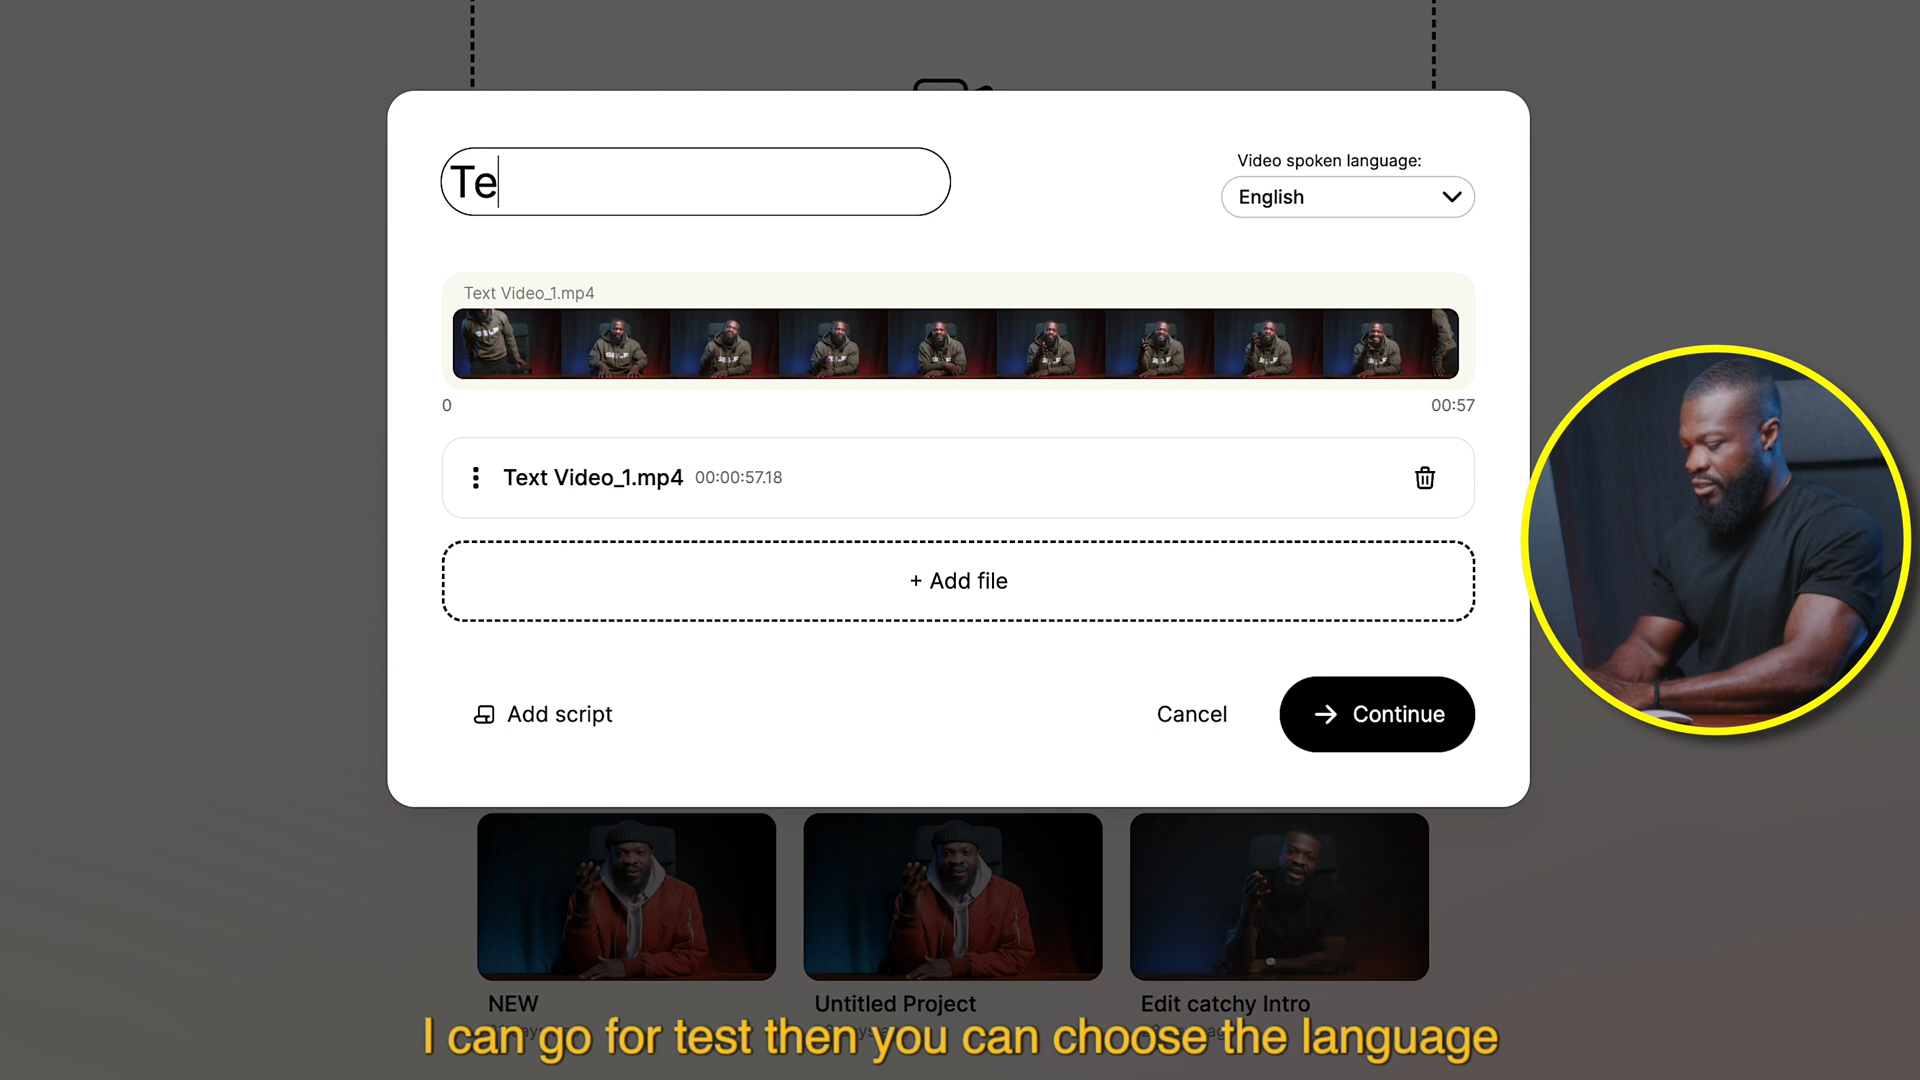 Te
Video spoken language:
English
Text Video_1.mp4
0
00:57
Text Video_1.mp4 00:00:57.18
+ Add file
Add script
Cancel
Continue
NEW
Untitled Project
Edit catchy Intro
I can go for test then you can choose the language